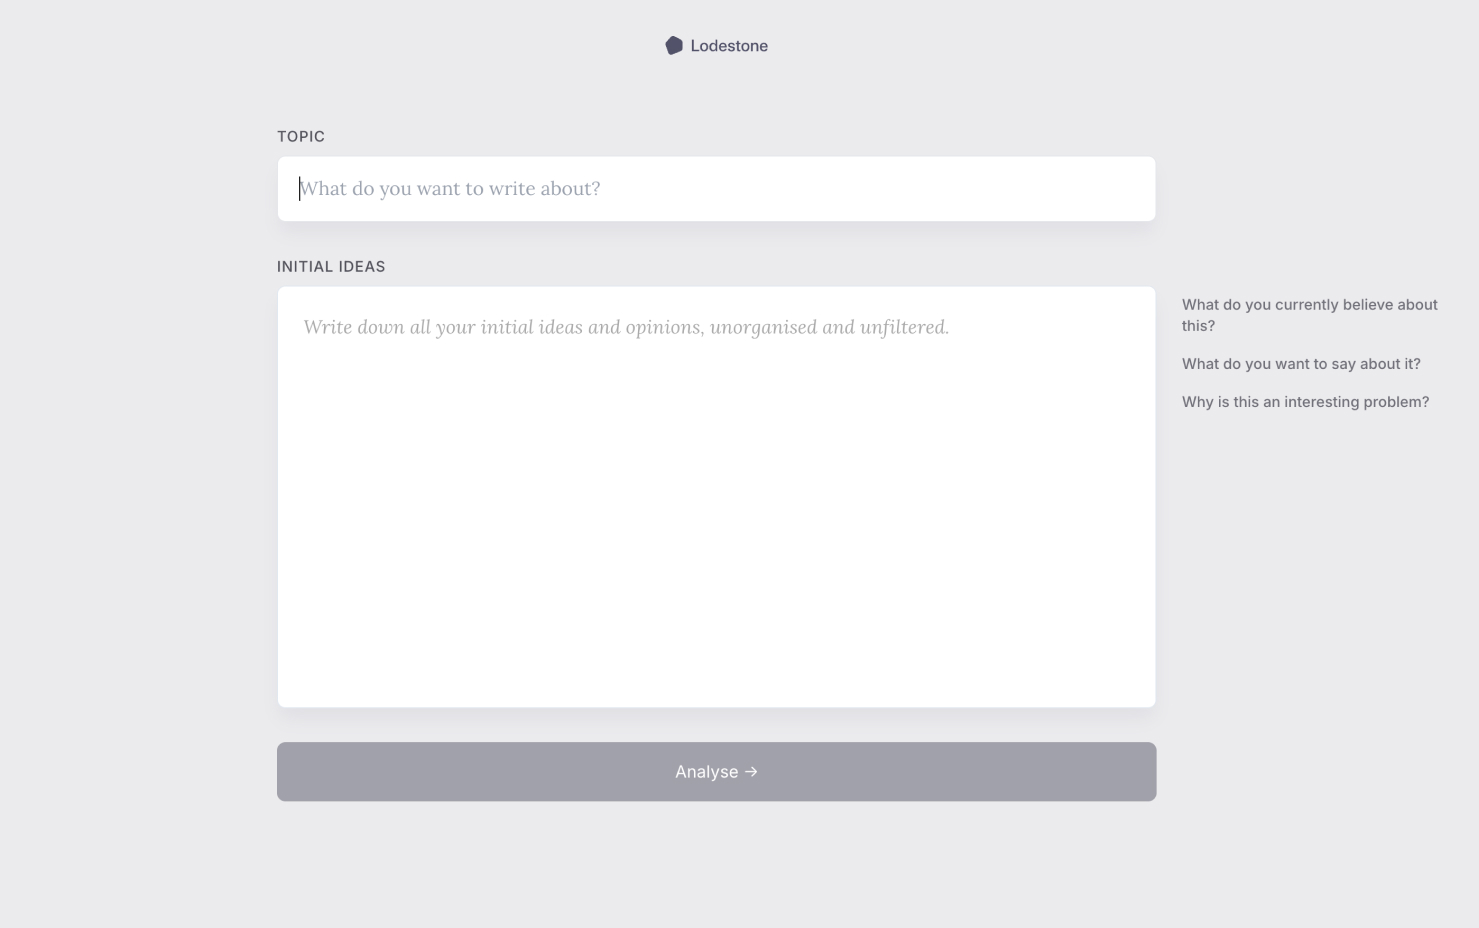 Lodestone
TOPIC
What do you want to write about?
INITIAL IDEAS
Write down all your initial ideas and opinions, unorganised and unfiltered.
What do you currently believe about
this?
What do you want to say about it?
Why is this an interesting problem?
Analyse →